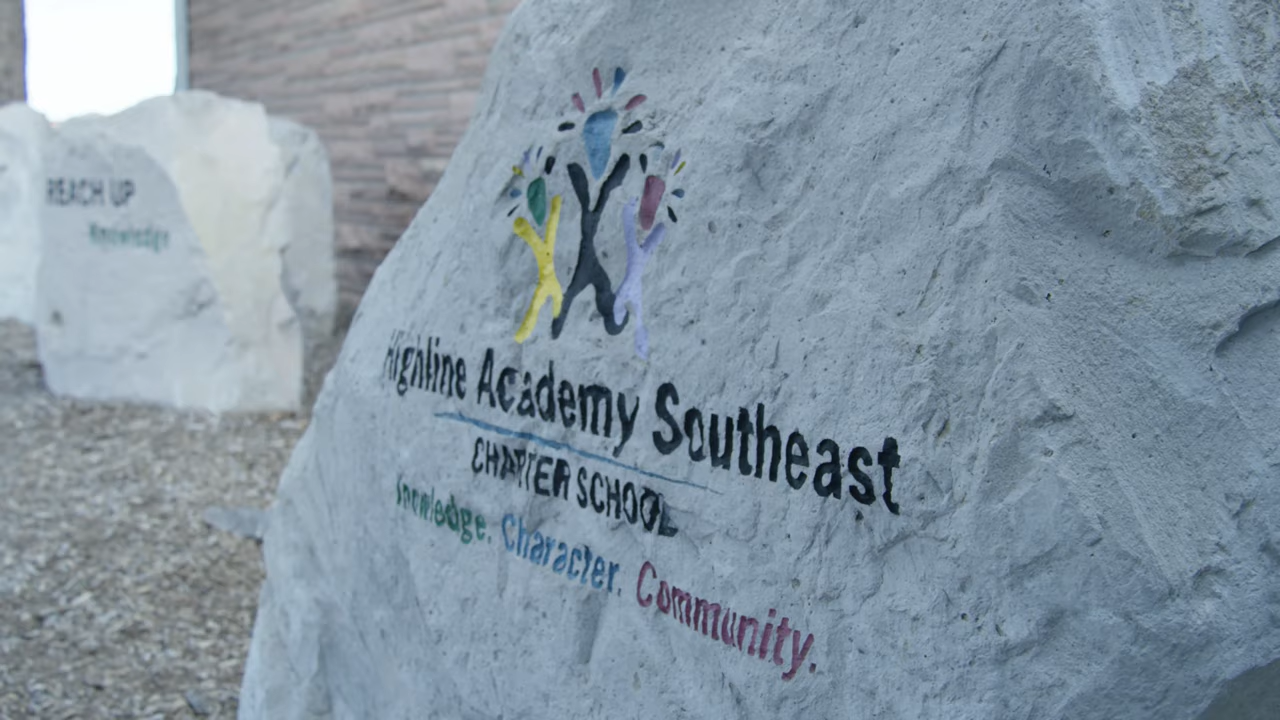 REACH UP
Knowledge
Highline Academy Southeast
CHARTER SCHOOL
Knowledge. Character. Community.